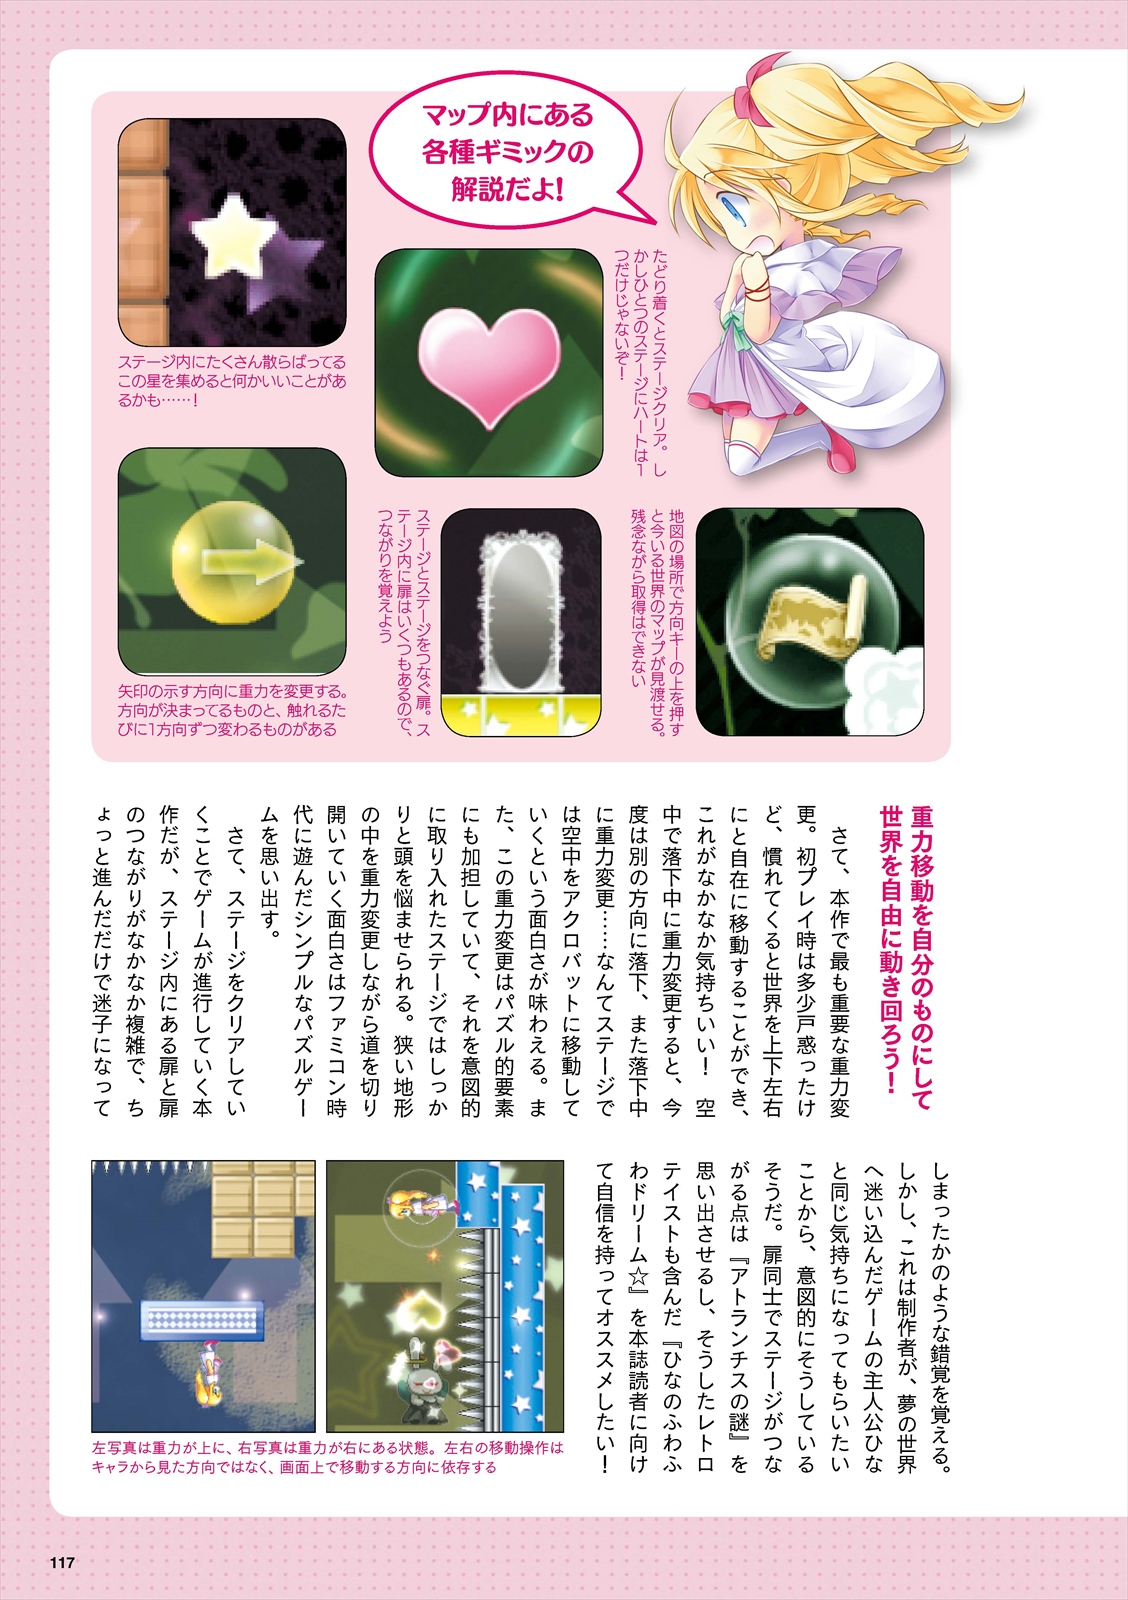 マップ内にある
各種ギミックの
解説だよ!
ステージ内にたくさん散らばってる
この星を集めると何かいいことがあ
るかも……!
たどり着くとステージクリア。し
かしひとつのステージにハートは1
つだけじゃないぞ!
矢印の示す方向に重力を変更する。
方向が決まってるものと、触れるた
びに1方向ずつ変わるものがある
ステージとステージをつなぐ扉。ス
テージ内に扉はいくつもあるので、
つながりを覚えよう
地図の場所で方向キーの上を押す
と今いる世界のマップが見渡せる。
残念ながら取得はできない
重力移動を自分のものにして
世界を自由に動き回ろう!
さて、本作で最も重要な重力変
更。初プレイ時は多少戸惑ったけ
ど、慣れてくると世界を上下左右
にと自在に移動することができ、
これがなかなか気持ちいい! 空
中で落下中に重力変更すると、今
度は別の方向に落下、また落下中
に重力変更……なんてステージで
は空中をアクロバットに移動して
いくという面白さが味わえる。ま
た、この重力変更はパズル的要素
にも加担していて、それを意図的
に取り入れたステージではしっか
りと頭を悩ませられる。狭い地形
の中を重力変更しながら道を切り
開いていく面白さはファミコン時
代に遊んだシンプルなパズルゲー
ムを思い出す。
さて、ステージをクリアしてい
くことでゲームが進行していく本
作だが、ステージ内にある扉と扉
のつながりがなかなか複雑で、ち
ょっと進んだだけで迷子になって
しまったかのような錯覚を覚える。
しかし、これは制作者が、夢の世界
へ迷い込んだゲームの主人公ひな
と同じ気持ちになってもらいたい
ことから、意図的にそうしている
そうだ。扉同士でステージがつな
がる点は『アトランチスの謎』を
思い出させるし、そうしたレトロ
テイストも含んだ『ひなのふわふ
わドリーム☆』を本誌読者に向け
て自信を持ってオススメしたい!
左写真は重力が上に、右写真は重力が右にある状態。左右の移動操作は
キャラから見た方向ではなく、画面上で移動する方向に依存する
117